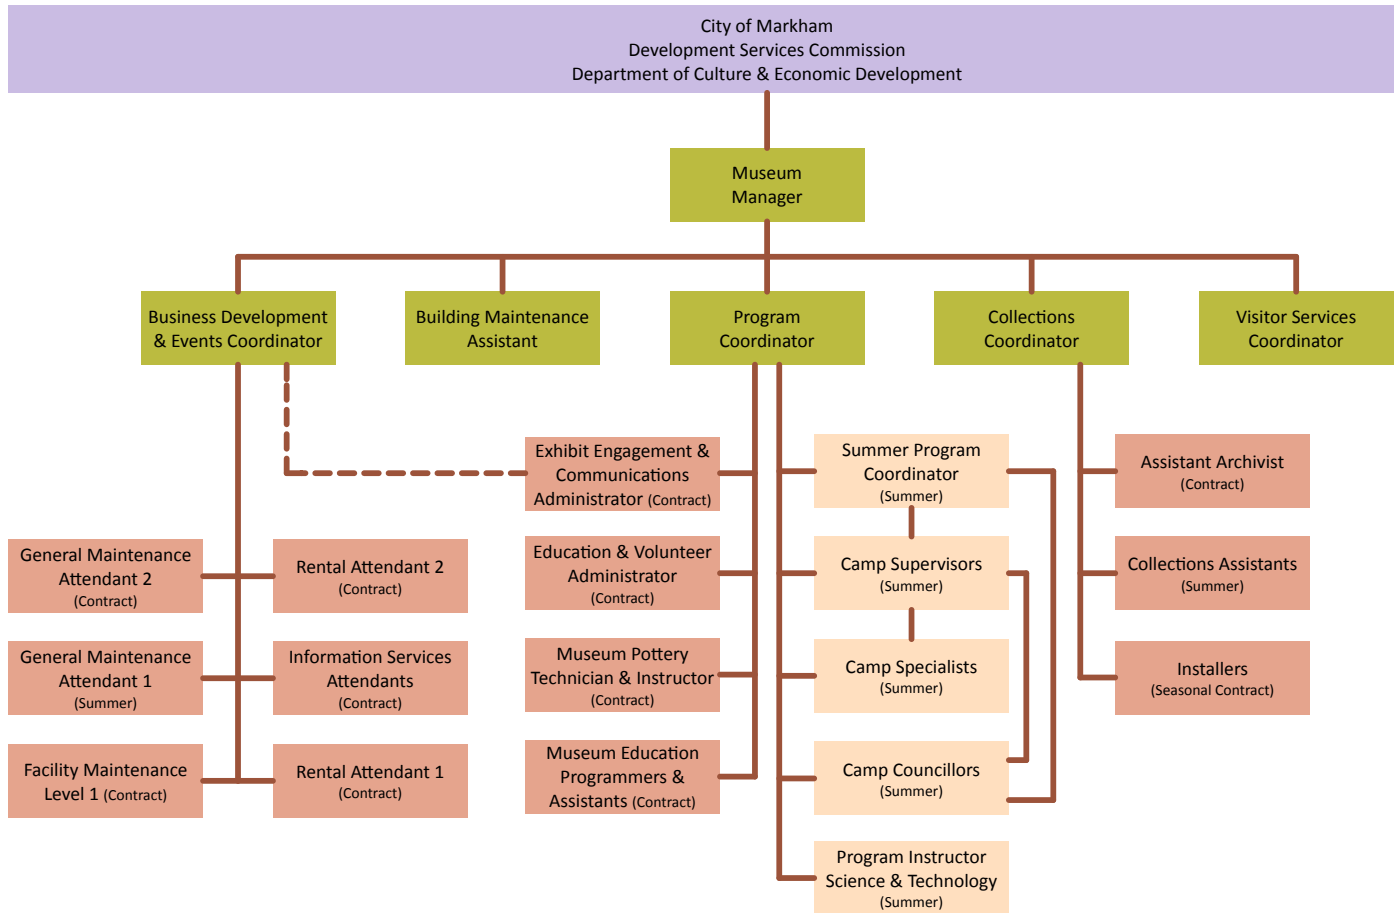 City of Markham
Development Services Commission
Department of Culture & Economic Development
Museum
Manager
Business Development
& Events Coordinator
Building Maintenance
Assistant
Program
Coordinator
Collections
Coordinator
Visitor Services
Coordinator
Exhibit Engagement &
Communications
Administrator (Contract)
Summer Program
Coordinator
(Summer)
Assistant Archivist
(Contract)
General Maintenance
Attendant 2
(Contract)
Rental Attendant 2
(Contract)
Education & Volunteer
Administrator
(Contract)
Camp Supervisors
(Summer)
Collections Assistants
(Summer)
General Maintenance
Attendant 1
(Summer)
Information Services
Attendants
(Contract)
Museum Pottery
Technician & Instructor
(Contract)
Camp Specialists
(Summer)
Installers
(Seasonal Contract)
Facility Maintenance
Level 1 (Contract)
Rental Attendant 1
(Contract)
Museum Education
Programmers &
Assistants (Contract)
Camp Councillors
(Summer)
Program Instructor
Science & Technology
(Summer)